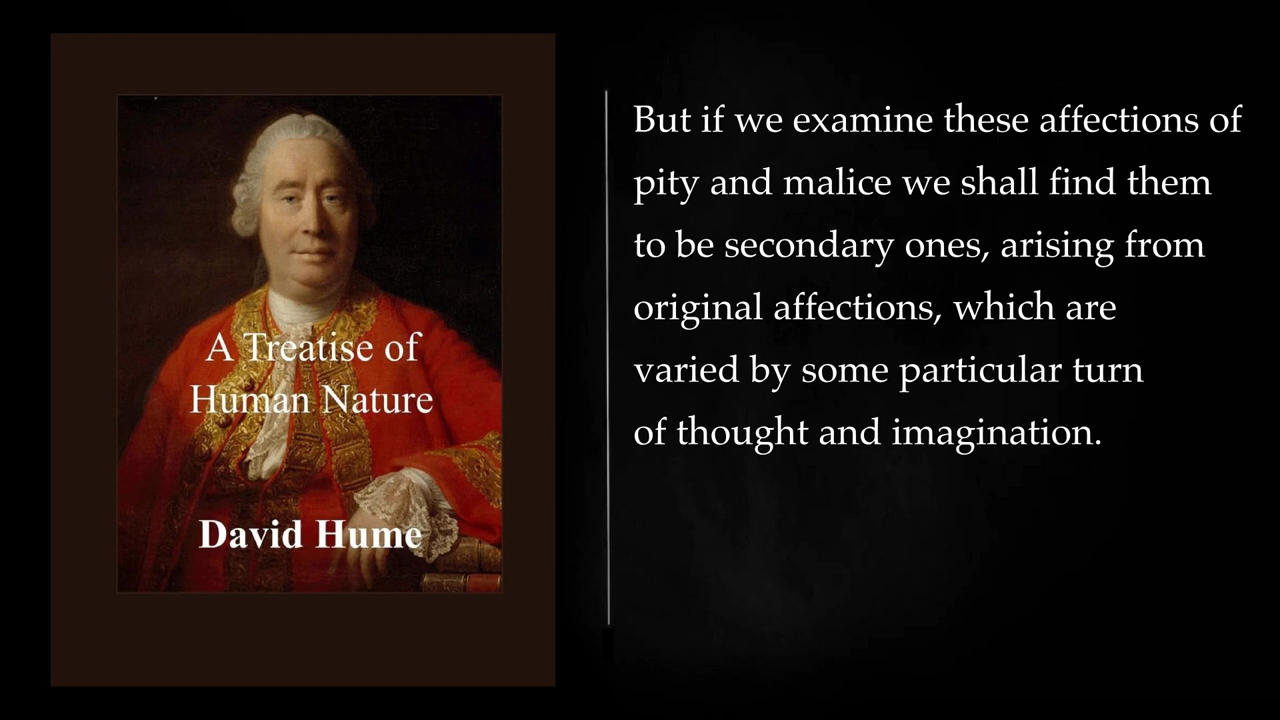 A Treatise of
Human Nature
David Hume
But if we examine these affections of
pity and malice we shall find them
to be secondary ones, arising from
original affections, which are
varied by some particular turn
of thought and imagination.